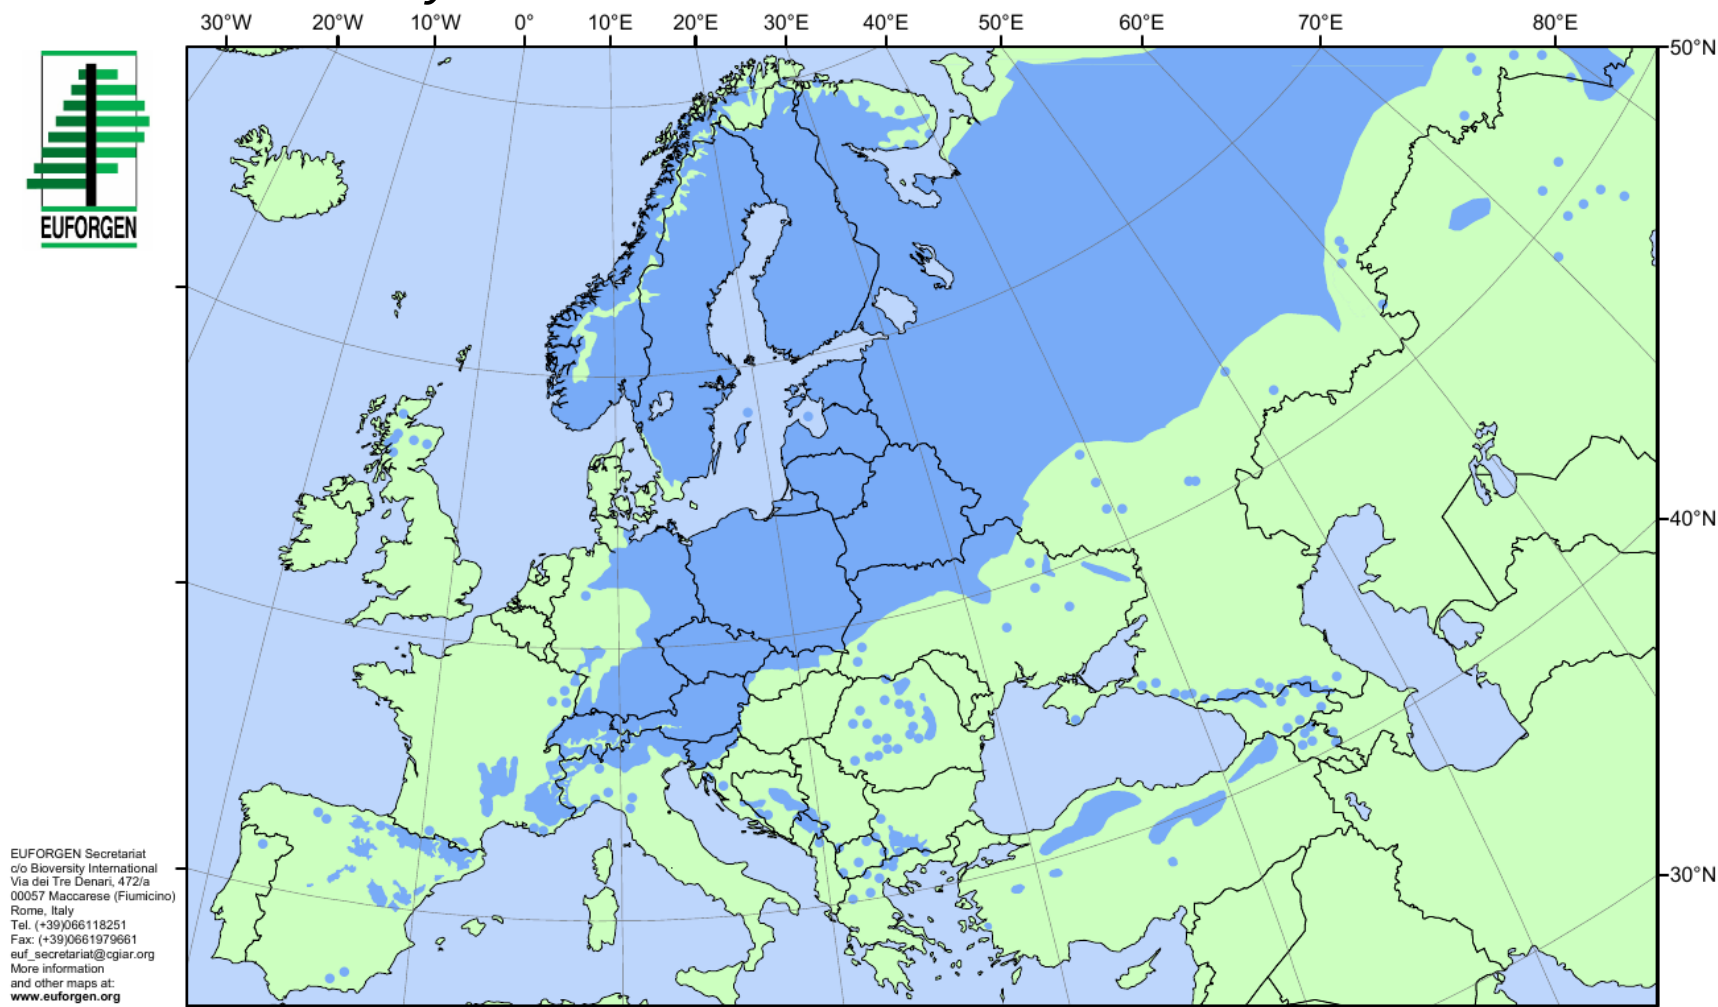 30°W 20°W 10°W 0° 10°E 20°E 30°E 40°E 50°E 60°E 70°E 80°E
50°N
EUFORGEN
40°N
30°N
EUFORGEN Secretariat
c/o Bioversity International
Via dei Tre Denari, 472/a
00057 Maccarese (Fiumicino)
Rome, Italy
Tel. (+39)066118251
Fax: (+39)0661979661
euf_secretariat@cgiar.org
More information
and other maps at:
www.euforgen.org